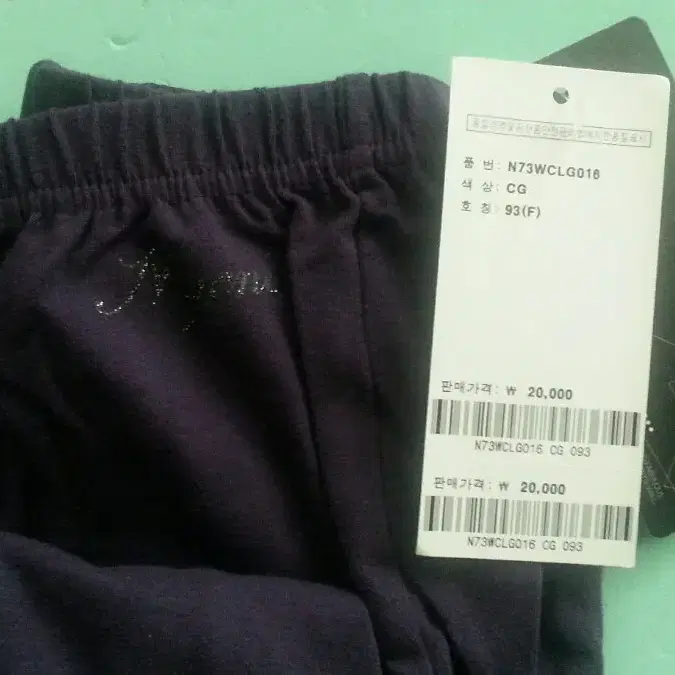 품 번: N73WCLG016
색 상: CG
호 칭: 93(F)
판매가격: ₩ 20,000
N73WCLG016 CG 093
판매가격: ₩ 20,000
N73WCLG016 CG 093